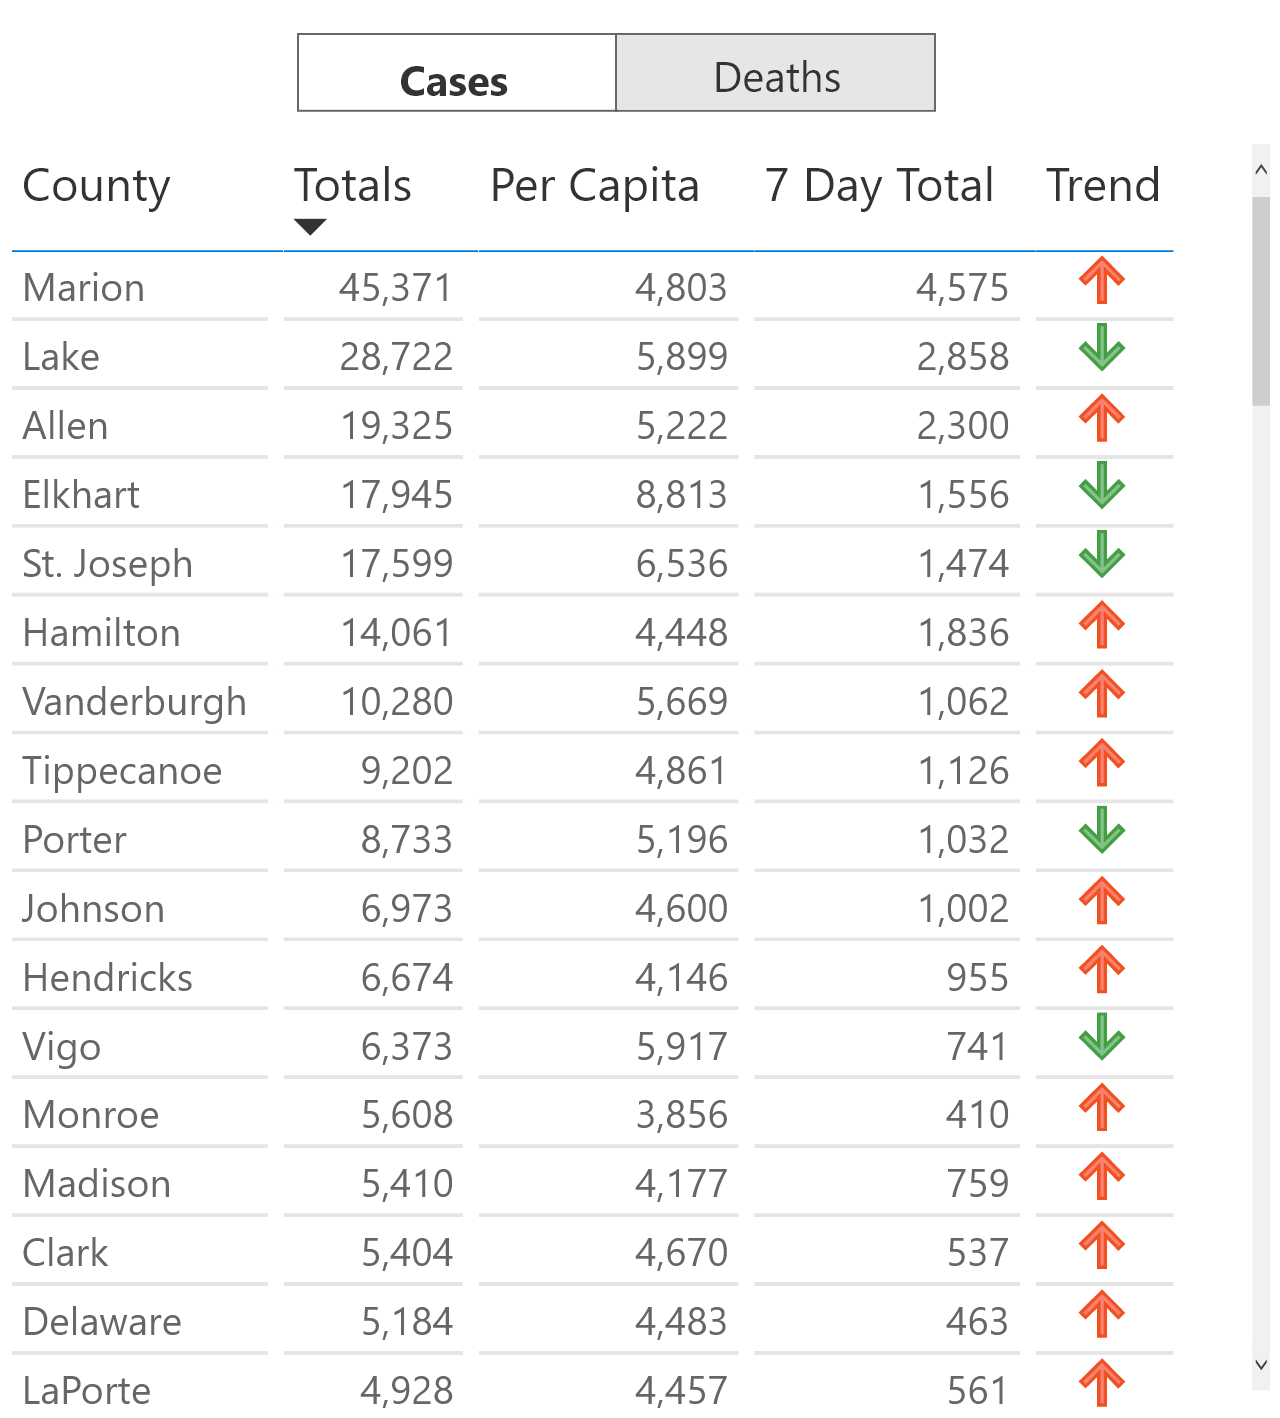 Cases Deaths
County Totals Per Capita 7 Day Total Trend
Marion 45,371 4,803 4,575
Lake 28,722 5,899 2,858
Allen 19,325 5,222 2,300
Elkhart 17,945 8,813 1,556
St. Joseph 17,599 6,536 1,474
Hamilton 14,061 4,448 1,836
Vanderburgh 10,280 5,669 1,062
Tippecanoe 9,202 4,861 1,126
Porter 8,733 5,196 1,032
Johnson 6,973 4,600 1,002
Hendricks 6,674 4,146 955
Vigo 6,373 5,917 741
Monroe 5,608 3,856 410
Madison 5,410 4,177 759
Clark 5,404 4,670 537
Delaware 5,184 4,483 463
LaPorte 4,928 4,457 561